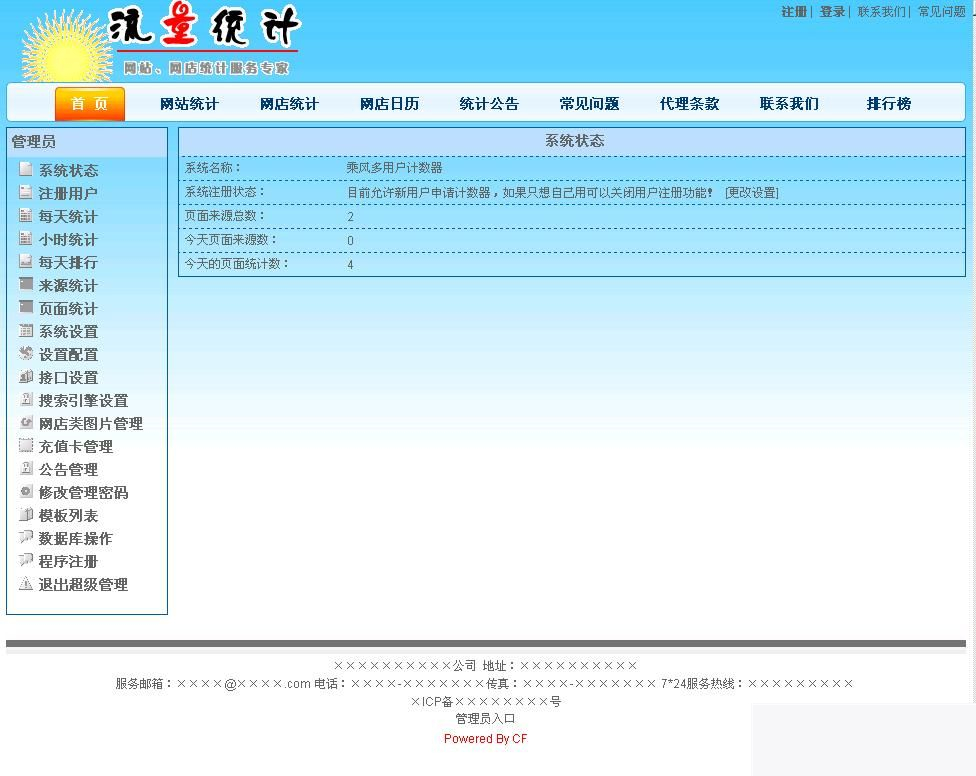 注册| 登录| 联系我们| 常见问题
流量统计
网站、网店统计服务专家
首 页 网站统计 网店统计 网店日历 统计公告 常见问题 代理条款 联系我们 排行榜
管理员
系统状态
注册用户
每天统计
小时统计
每天排行
来源统计
页面统计
系统设置
设置配置
接口设置
搜索引擎设置
网店类图片管理
充值卡管理
公告管理
修改管理密码
模板列表
数据库操作
程序注册
退出超级管理
系统状态
系统名称： 乘风多用户计数器
系统注册状态： 目前允许新用户申请计数器，如果只想自己用可以关闭用户注册功能！ [更改设置]
页面来源总数： 2
今天页面来源数： 0
今天的页面统计数： 4
××××××××××公司 地址：××××××××××
服务邮箱：××××@××××.com 电话：××××-×××××××传真：××××-××××××× 7*24服务热线：×××××××××
×ICP备××××××××号
管理员入口
Powered By CF